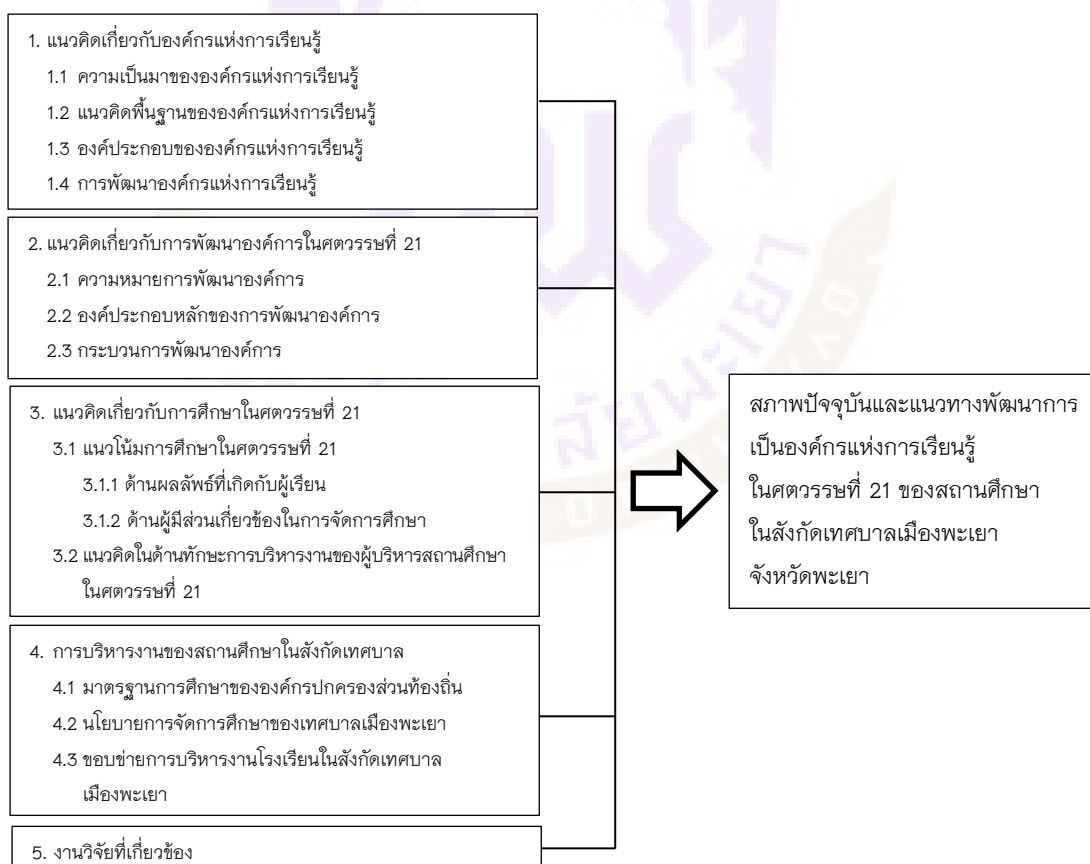 1. แนวคิดเกี่ยวกับองค์กรแห่งการเรียนรู้
1.1 ความเป็นมาขององค์กรแห่งการเรียนรู้
1.2 แนวคิดพื้นฐานขององค์กรแห่งการเรียนรู้
1.3 องค์ประกอบขององค์กรแห่งการเรียนรู้
1.4 การพัฒนาองค์กรแห่งการเรียนรู้
2. แนวคิดเกี่ยวกับการพัฒนาองค์การในศตวรรษที่ 21
2.1 ความหมายการพัฒนาองค์การ
2.2 องค์ประกอบหลักของการพัฒนาองค์การ
2.3 กระบวนการพัฒนาองค์การ
3. แนวคิดเกี่ยวกับการศึกษาในศตวรรษที่ 21
3.1 แนวโน้มการศึกษาในศตวรรษที่ 21
3.1.1 ด้านผลลัพธ์ที่เกิดกับผู้เรียน
3.1.2 ด้านผู้มีส่วนเกี่ยวข้องในการจัดการศึกษา
3.2 แนวคิดในด้านทักษะการบริหารงานของผู้บริหารสถานศึกษา
ในศตวรรษที่ 21
4. การบริหารงานของสถานศึกษาในสังกัดเทศบาล
4.1 มาตรฐานการศึกษาขององค์กรปกครองส่วนท้องถิ่น
4.2 นโยบายการจัดการศึกษาของเทศบาลเมืองพะเยา
4.3 ขอบข่ายการบริหารงานโรงเรียนในสังกัดเทศบาล
เมืองพะเยา
5. งานวิจัยที่เกี่ยวข้อง
สภาพปัจจุบันและแนวทางพัฒนาการ
เป็นองค์กรแห่งการเรียนรู้
ในศตวรรษที่ 21 ของสถานศึกษา
ในสังกัดเทศบาลเมืองพะเยา
จังหวัดพะเยา